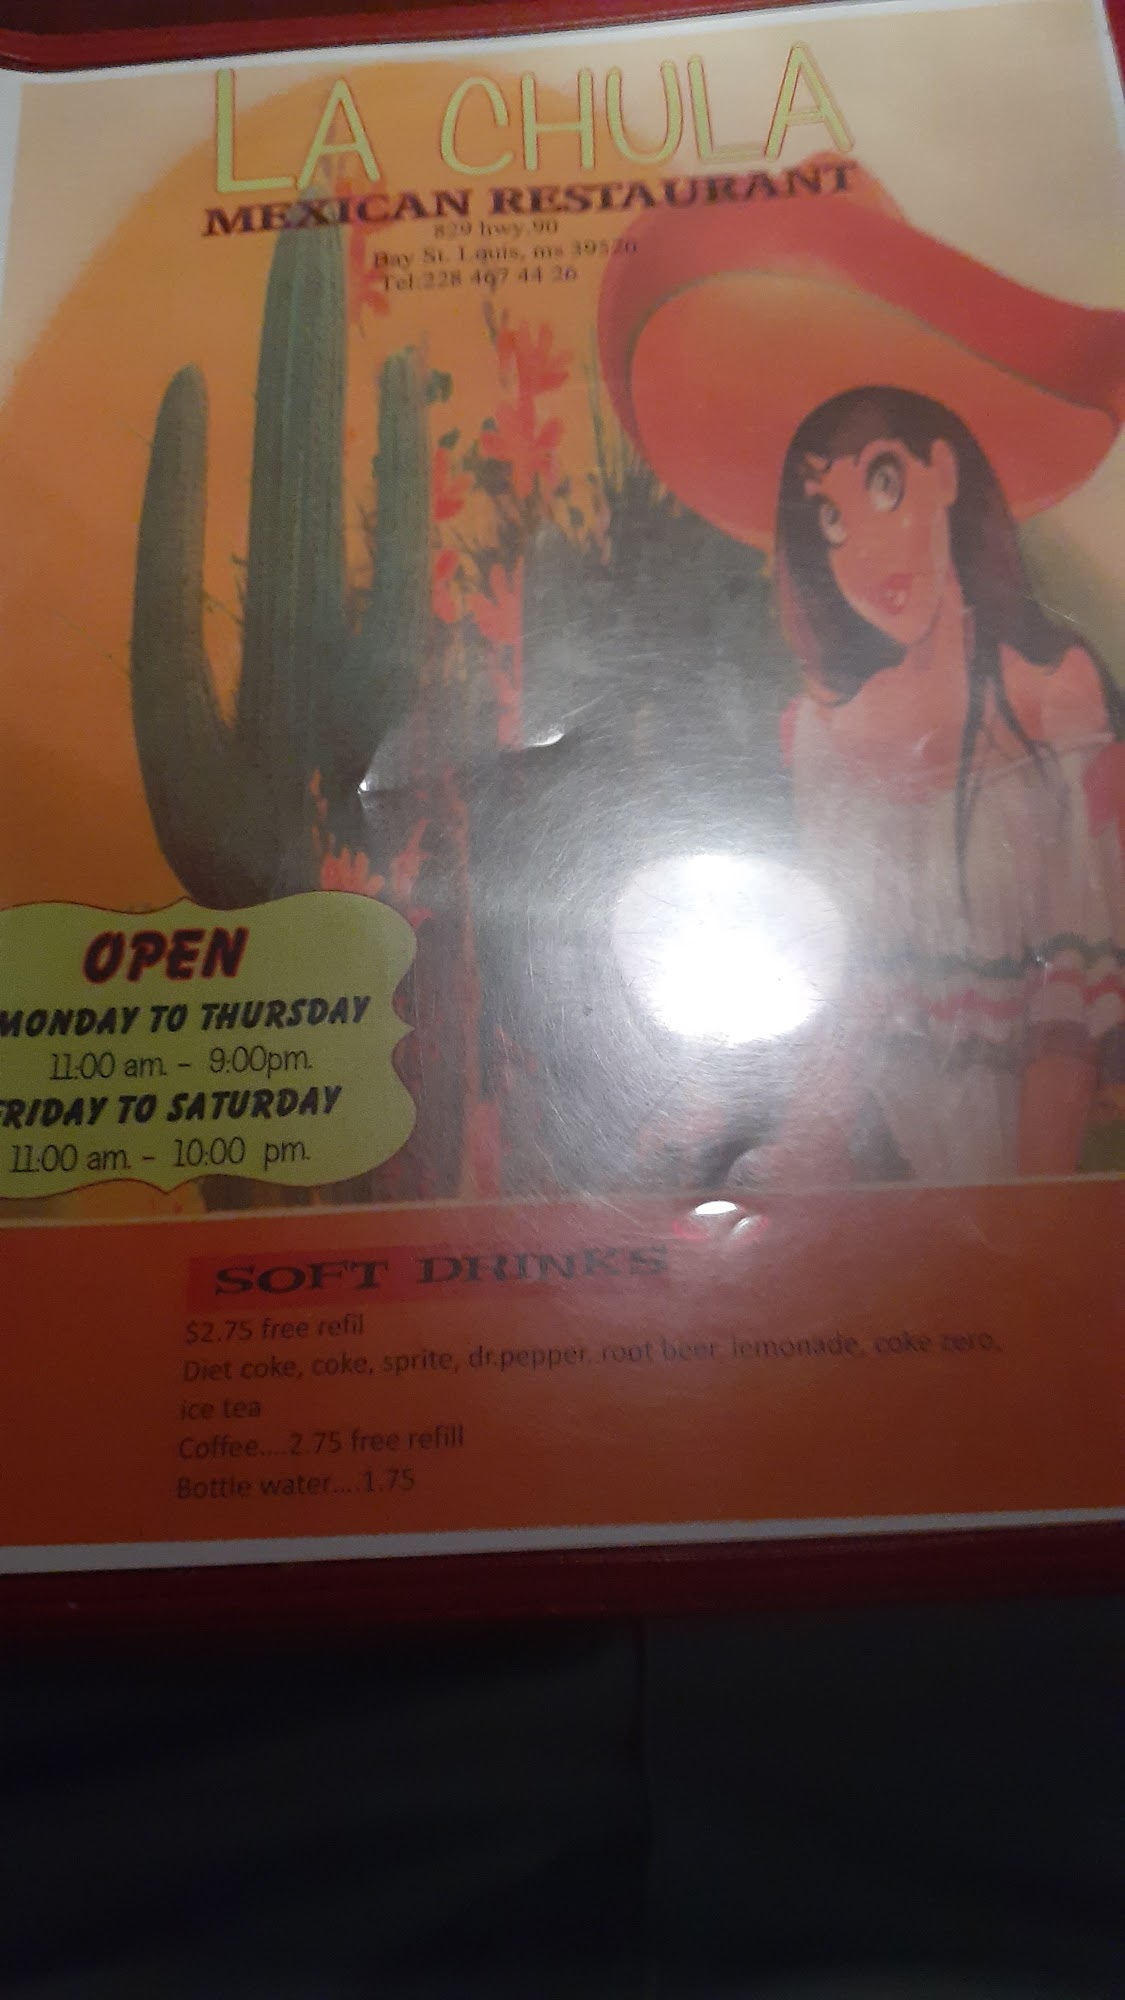 LA CHULA
MEXICAN RESTAURANT
829 hwy.90
Bay St. Louis, ms 39520
Tel:228 467 44 26
OPEN
MONDAY TO THURSDAY
11:00 am. - 9:00pm.
FRIDAY TO SATURDAY
11:00 am. - 10:00 pm.
SOFT DRINKS
$2.75 free refil
Diet coke, coke, sprite, dr.pepper, root beer lemonade, coke zero,
ice tea
Coffee....2.75 free refill
Bottle water....1.75